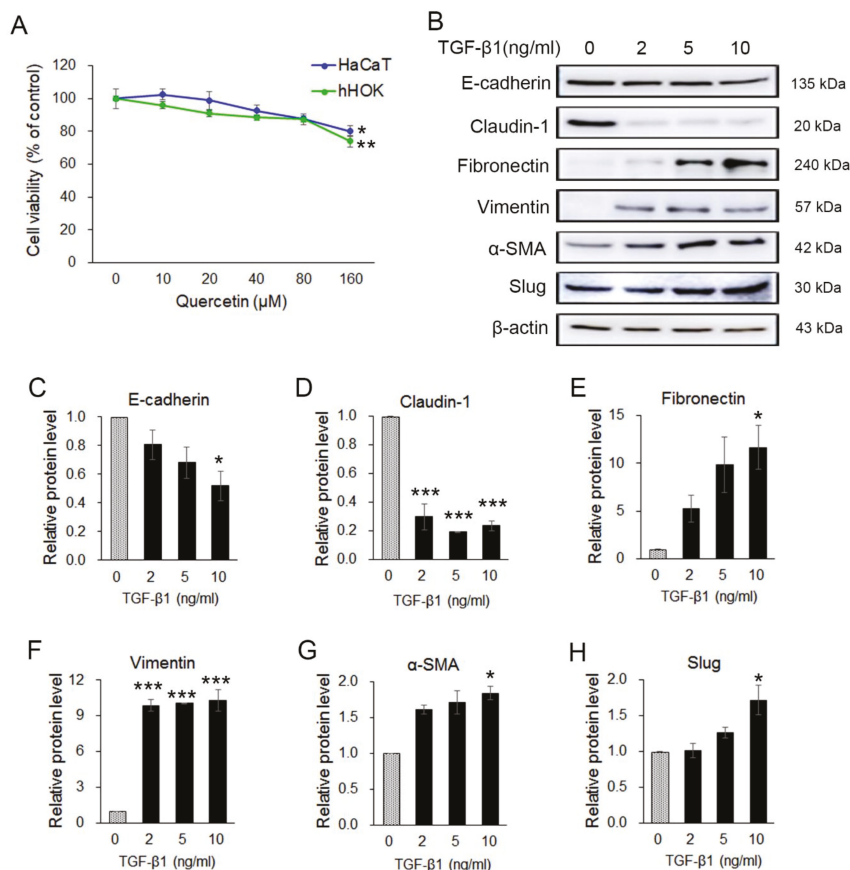 A
HaCaT
hHOK
Cell viability (% of control)
120
100
80
60
40
20
0
*
**
0 10 20 40 80 160
Quercetin (µM)
B
TGF-β1(ng/ml) 0 2 5 10
E-cadherin 135 kDa
Claudin-1 20 kDa
Fibronectin 240 kDa
Vimentin 57 kDa
α-SMA 42 kDa
Slug 30 kDa
β-actin 43 kDa
C
E-cadherin
Relative protein level
1.0
0.8
0.6
0.4
0.2
0.0
*
0 2 5 10
TGF-β1 (ng/ml)
D
Claudin-1
Relative protein level
1.0
0.8
0.6
0.4
0.2
0.0
*** *** ***
0 2 5 10
TGF-β1 (ng/ml)
E
Fibronectin
Relative protein level
15
10
5
0
*
0 2 5 10
TGF-β1 (ng/ml)
F
Vimentin
Relative protein level
12
9
6
3
0
*** *** ***
0 2 5 10
TGF-β1 (ng/ml)
G
α-SMA
Relative protein level
2.0
1.5
1.0
0.5
0.0
*
0 2 5 10
TGF-β1 (ng/ml)
H
Slug
Relative protein level
2.0
1.5
1.0
0.5
0.0
*
0 2 5 10
TGF-β1 (ng/ml)